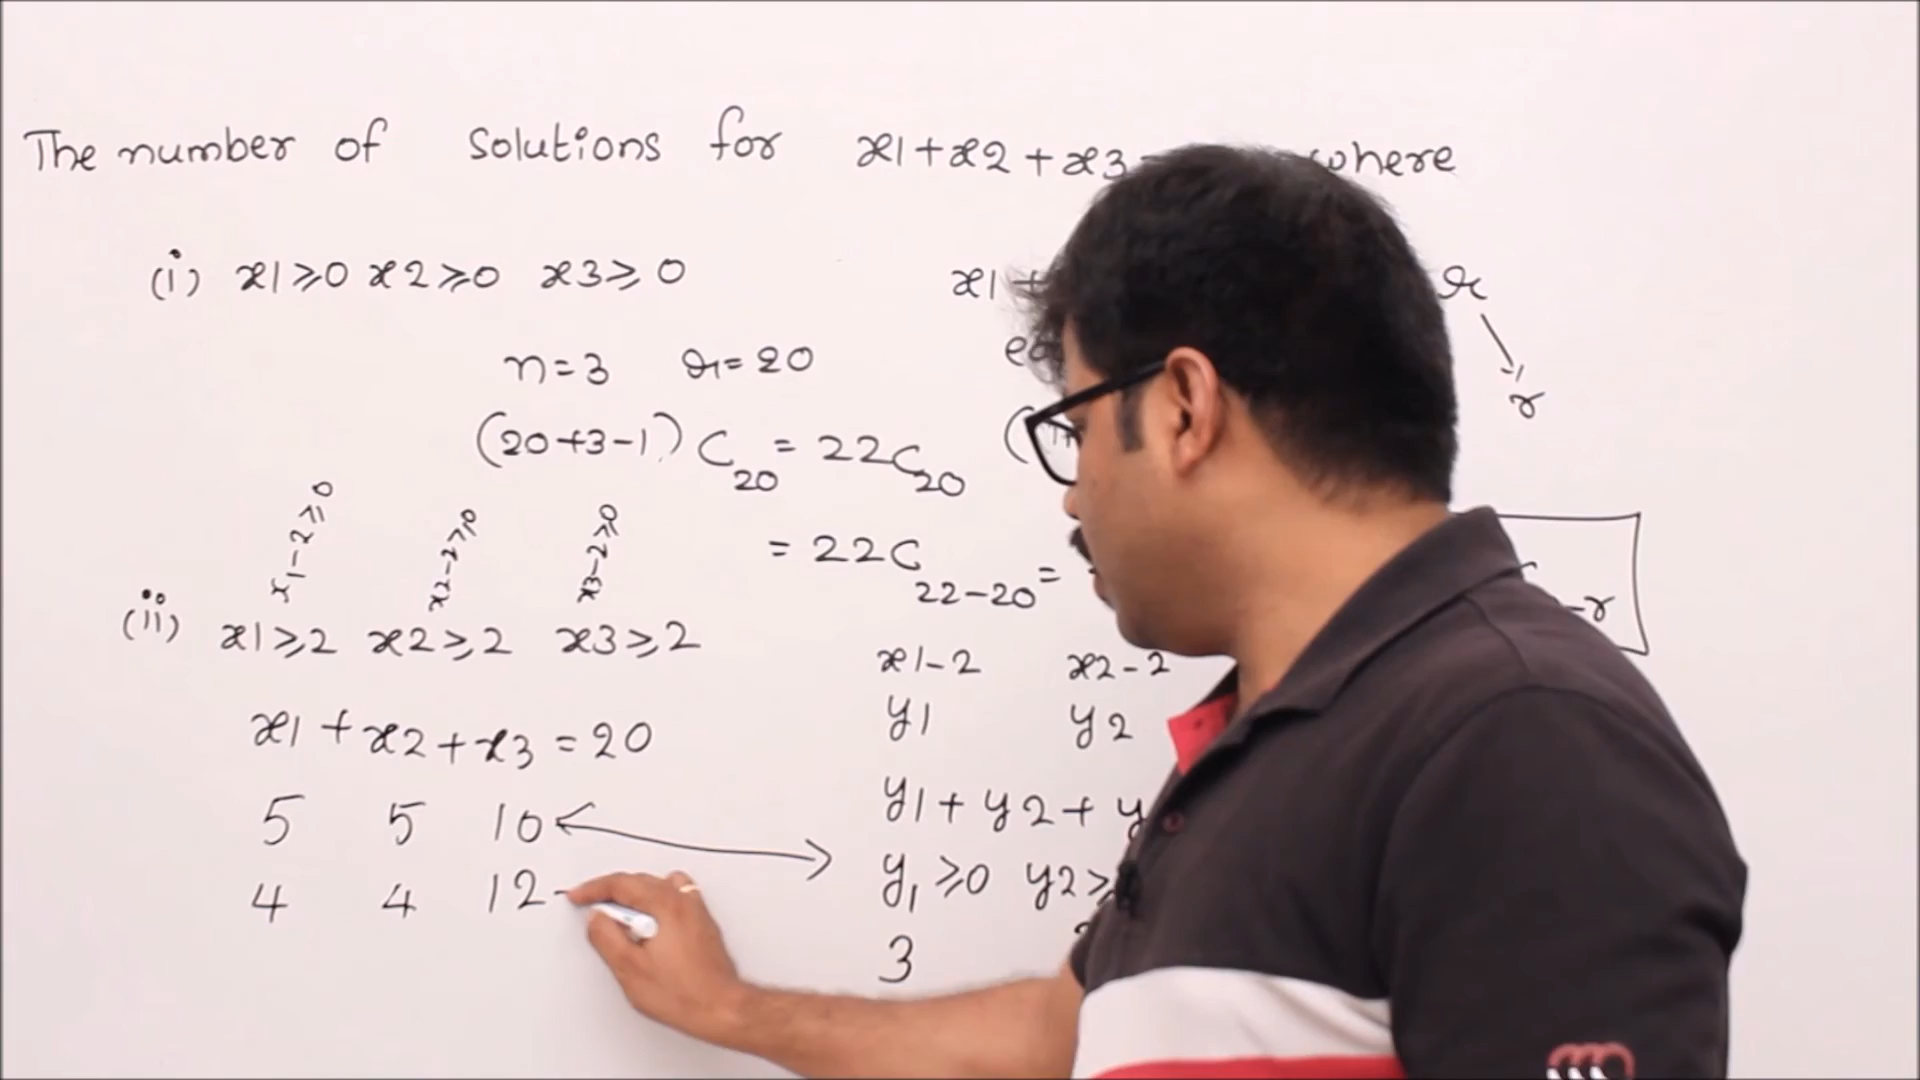 The number of solutions for x1+x2+x3 where
(i) x1≥0 x2≥0 x3≥0
x1+ r
n=3 r=20
r
(20+3-1)C20 = 22C20
= 22C22-20 =
x1-2≥0 x2-2≥0 x3-2≥0
-r
(ii) x1≥2 x2≥2 x3≥2
x1-2 x2-2
y1 y2
x1+x2+x3=20
y1+y2+y
5 5 10
y1≥0 y2≥
4 4 12
3